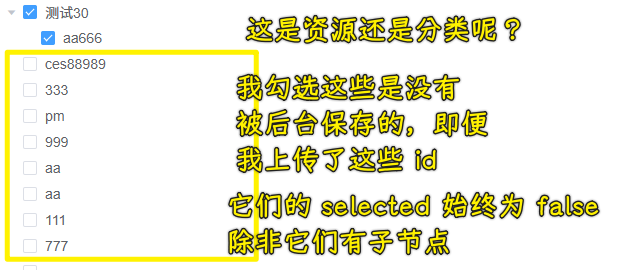 测试30
这是资源还是分类呢？
aa666
ces88989
333
我勾选这些是没有
pm
被后台保存的，即便
999
我上传了这些 id
aa
aa
它们的 selected 始终为 false
111
除非它们有子节点
777